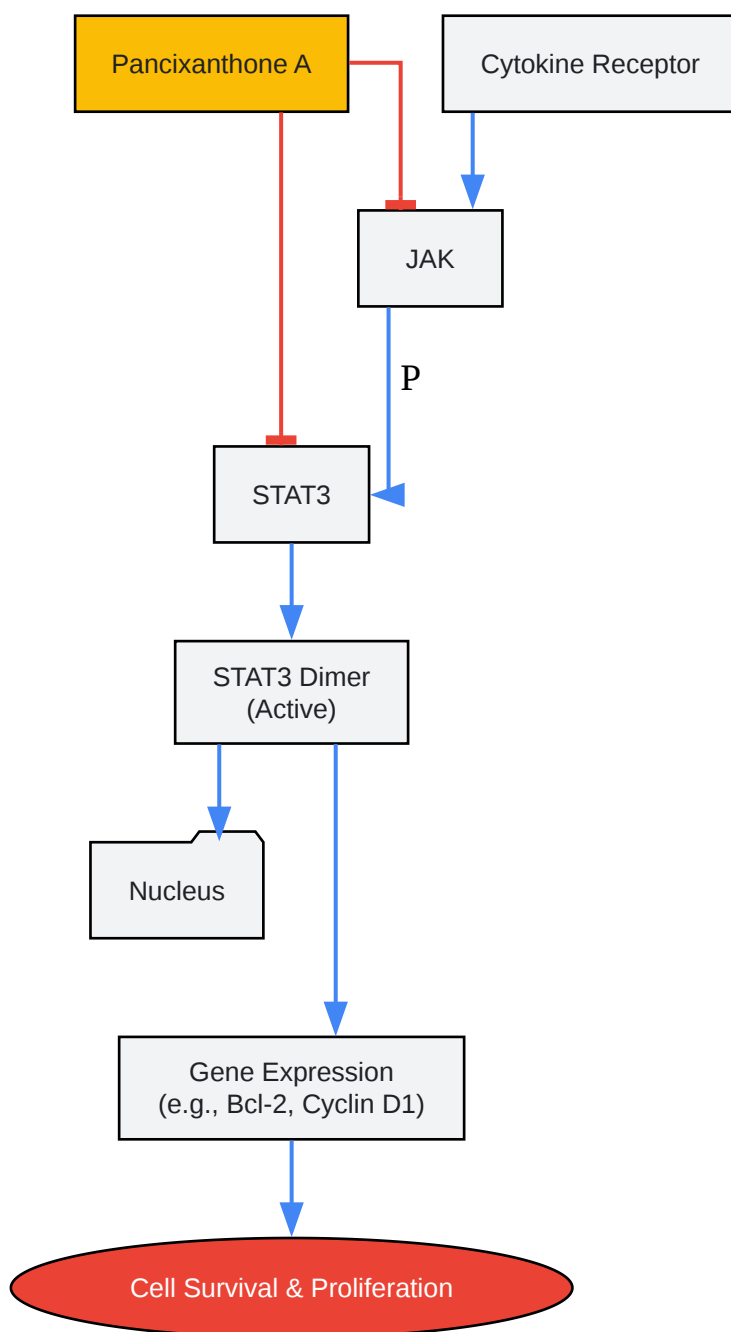 Pancixanthone A
Cytokine Receptor
JAK
P
STAT3
STAT3 Dimer
(Active)
Nucleus
Gene Expression
(e.g., Bcl-2, Cyclin D1)
Cell Survival & Proliferation